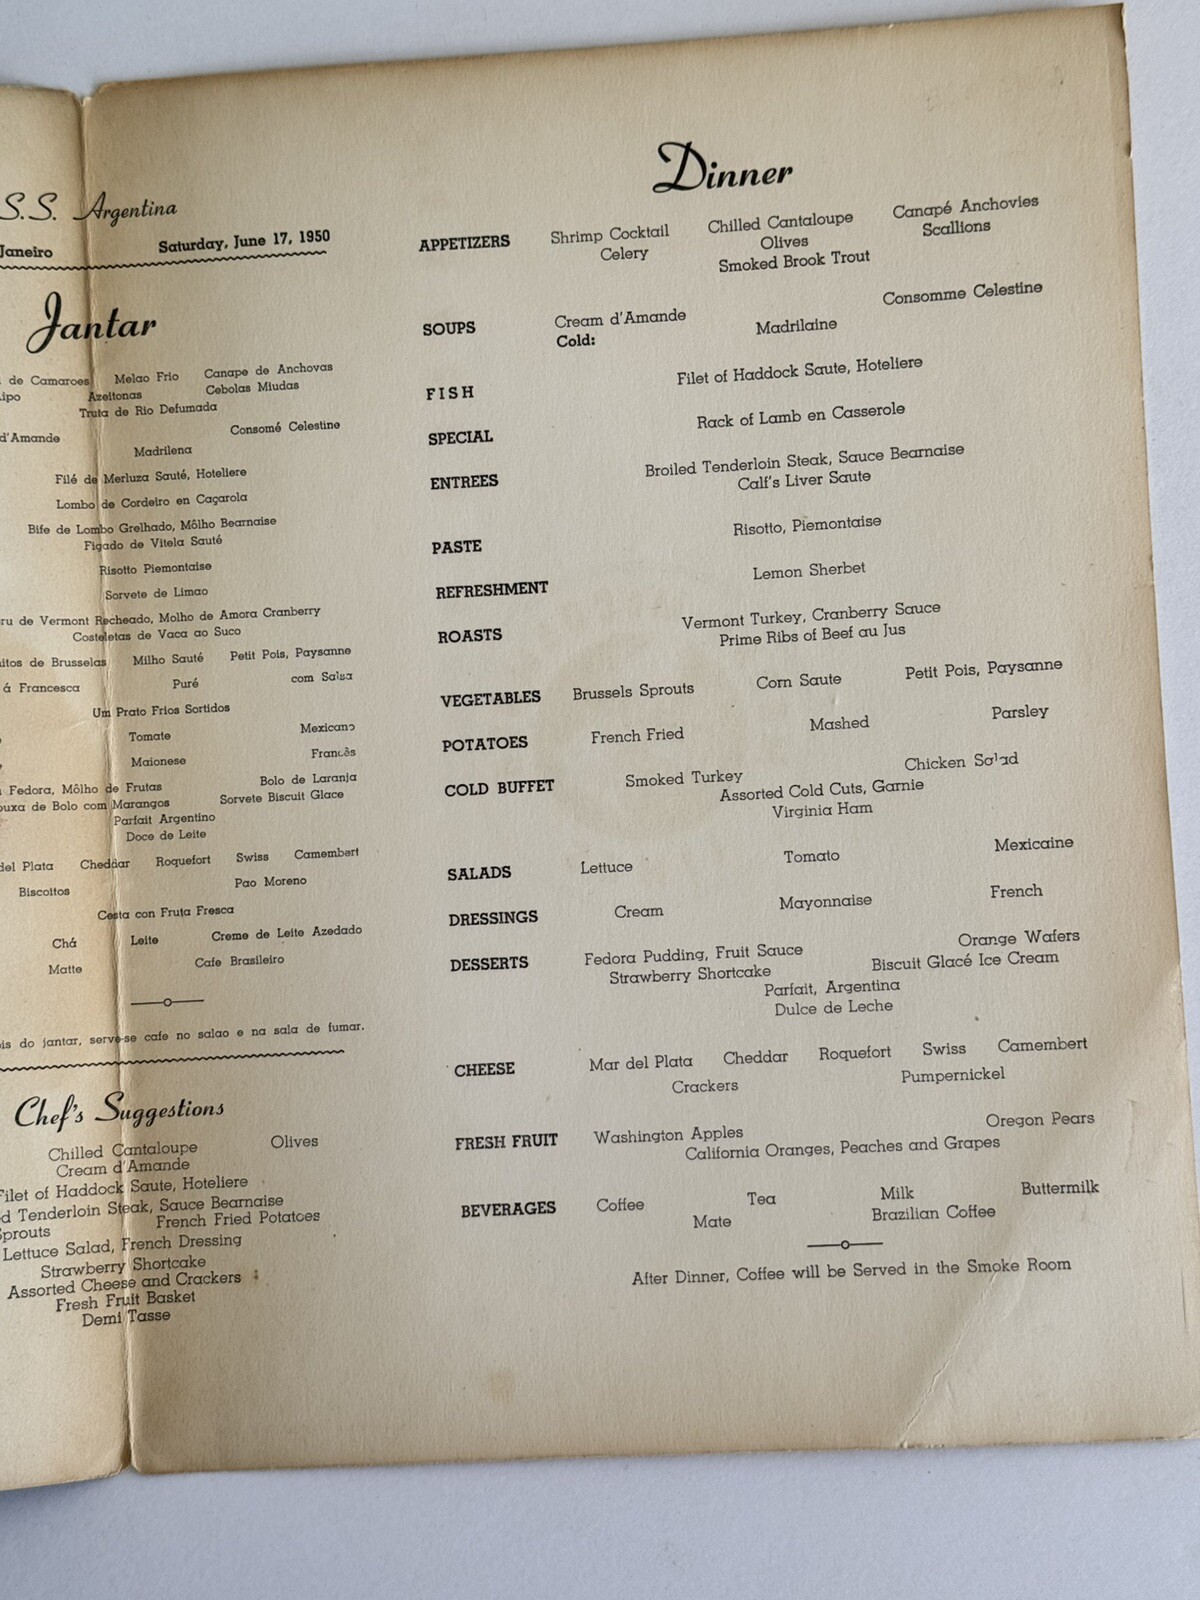 S.S. Argentina
Janeiro Saturday, June 17, 1950
Jantar
de Camaroes Melao Frio Canape de Anchovas
Azeitonas Cebolas Miudas
Truta de Rio Defumada
d'Amande Consomé Celestine
Madrilena
Filé de Merluza Sauté, Hoteliere
Lombo de Cordeiro en Caçarola
Bife de Lombo Grelhado, Môlho Bearnaise
Figado de Vitela Sauté
Risotto Piemontaise
Sorvete de Limao
de Vermont Recheado, Molho de Amora Cranberry
Costeletas de Vaca ao Suco
de Brusselas Milho Sauté Petit Pois, Paysanne
á Francesca Puré com Salsa
Um Prato Frios Sortidos
Tomate Mexicano
Maionese Francês
Fedora, Môlho de Frutas Bolo de Laranja
de Bolo com Marangos Sorvete Biscuit Glace
Parfait Argentino
Doce de Leite
del Plata Cheddar Roquefort Swiss Camembert
Biscoitos Pao Moreno
Cesta con Fruta Fresca
Chá Leite Creme de Leite Azedado
Matte Cafe Brasileiro
do jantar, serve-se cafe no salao e na sala de fumar.
Chef's Suggestions
Chilled Cantaloupe Olives
Cream d'Amande
Filet of Haddock Saute, Hoteliere
Tenderloin Steak, Sauce Bearnaise
Sprouts French Fried Potatoes
Lettuce Salad, French Dressing
Strawberry Shortcake
Assorted Cheese and Crackers
Fresh Fruit Basket
Demi Tasse
Dinner
APPETIZERS Shrimp Cocktail Chilled Cantaloupe Canapé Anchovies
Celery Olives Scallions
Smoked Brook Trout
SOUPS Cream d'Amande Consomme Celestine
Cold: Madrilaine
FISH Filet of Haddock Saute, Hoteliere
SPECIAL Rack of Lamb en Casserole
ENTREES Broiled Tenderloin Steak, Sauce Bearnaise
Calf's Liver Saute
PASTE Risotto, Piemontaise
REFRESHMENT Lemon Sherbet
ROASTS Vermont Turkey, Cranberry Sauce
Prime Ribs of Beef au Jus
VEGETABLES Brussels Sprouts Corn Saute Petit Pois, Paysanne
POTATOES French Fried Mashed Parsley
COLD BUFFET Smoked Turkey Chicken Salad
Assorted Cold Cuts, Garnie
Virginia Ham
SALADS Lettuce Tomato Mexicaine
DRESSINGS Cream Mayonnaise French
DESSERTS Fedora Pudding, Fruit Sauce Orange Wafers
Strawberry Shortcake Biscuit Glacé Ice Cream
Parfait, Argentina
Dulce de Leche
CHEESE Mar del Plata Cheddar Roquefort Swiss Camembert
Crackers Pumpernickel
FRESH FRUIT Washington Apples Oregon Pears
California Oranges, Peaches and Grapes
BEVERAGES Coffee Tea Milk Buttermilk
Mate Brazilian Coffee
After Dinner, Coffee will be Served in the Smoke Room